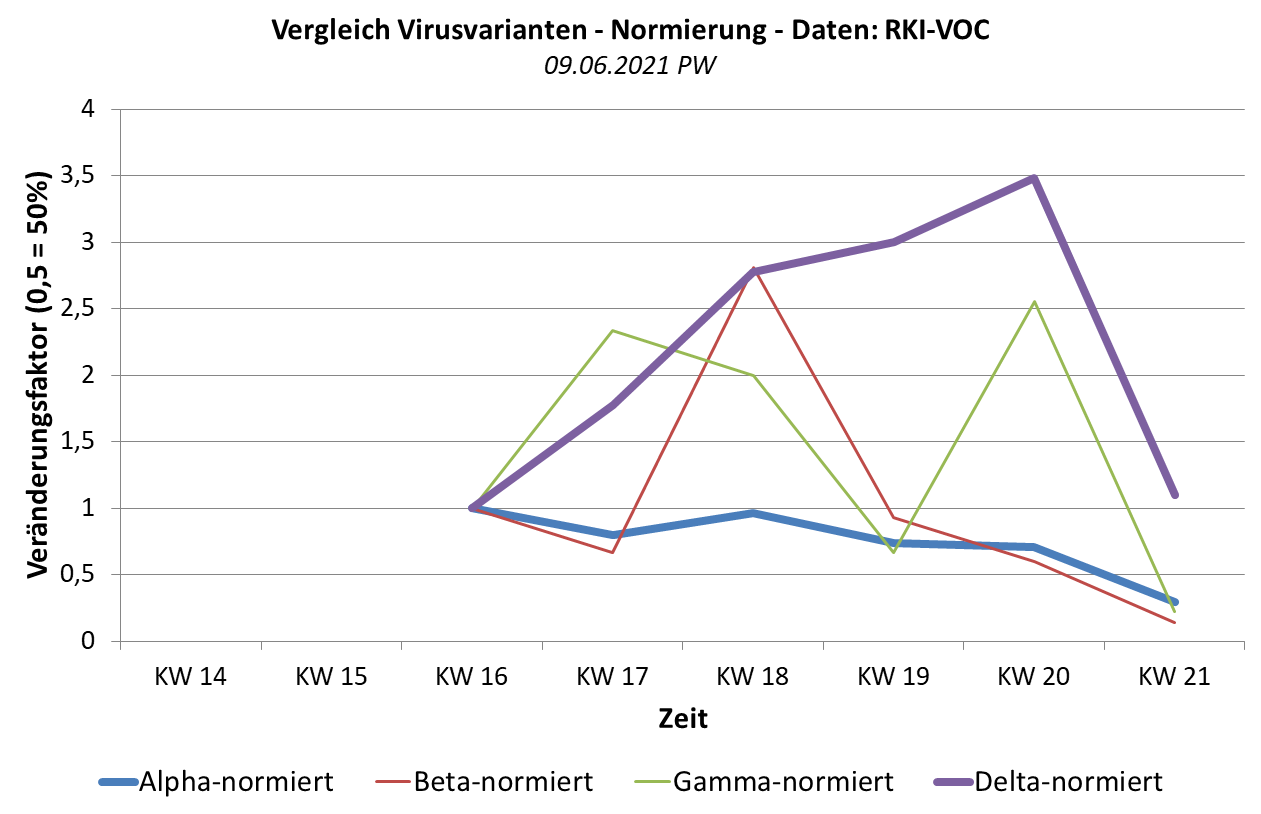 Vergleich Virusvarianten - Normierung - Daten: RKI-VOC
09.06.2021 PW
Veränderungsfaktor (0,5 = 50%)
4
3,5
3
2,5
2
1,5
1
0,5
0
KW 14 KW 15 KW 16 KW 17 KW 18 KW 19 KW 20 KW 21
Zeit
Alpha-normiert Beta-normiert Gamma-normiert Delta-normiert